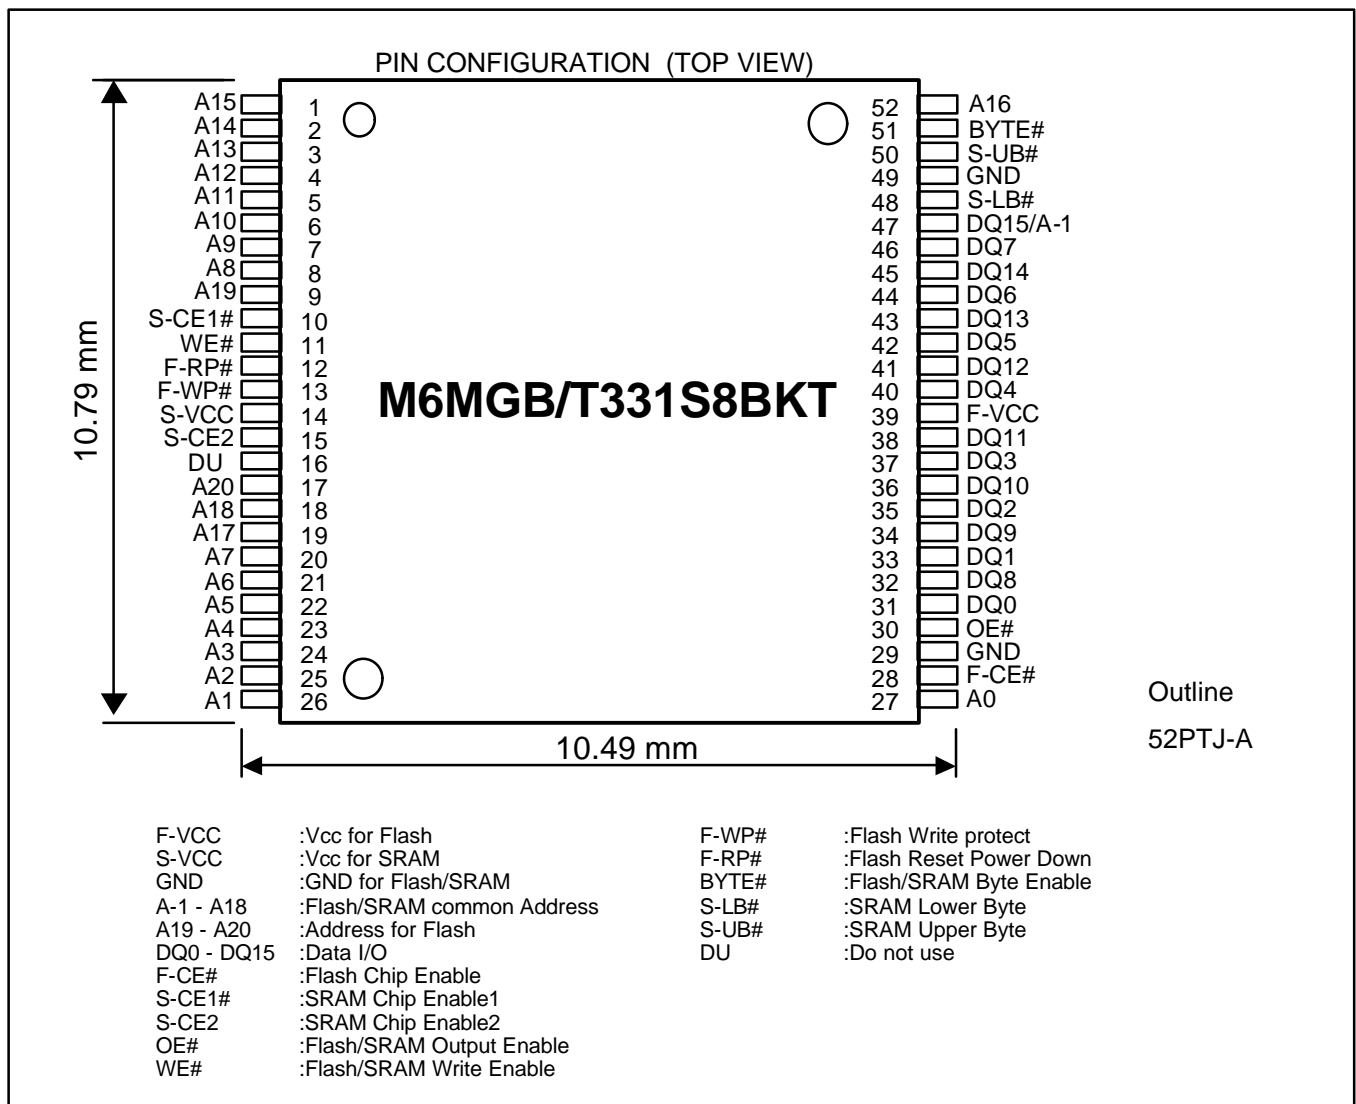 PIN CONFIGURATION (TOP VIEW)
A15 1 52 A16
A14 2 51 BYTE#
A13 3 50 S-UB#
A12 4 49 GND
A11 5 48 S-LB#
A10 6 47 DQ15/A-1
A9 7 46 DQ7
A8 8 45 DQ14
A19 9 44 DQ6
S-CE1# 10 43 DQ13
WE# 11 42 DQ5
F-RP# 12 41 DQ12
F-WP# 13 40 DQ4
S-VCC 14 39 F-VCC
S-CE2 15 38 DQ11
DU 16 37 DQ3
A20 17 36 DQ10
A18 18 35 DQ2
A17 19 34 DQ9
A7 20 33 DQ1
A6 21 32 DQ8
A5 22 31 DQ0
A4 23 30 OE#
A3 24 29 GND
A2 25 28 F-CE#
A1 26 27 A0
M6MGB/T331S8BKT
10.79 mm
10.49 mm
Outline
52PTJ-A
F-VCC :Vcc for Flash
S-VCC :Vcc for SRAM
GND :GND for Flash/SRAM
A-1 - A18 :Flash/SRAM common Address
A19 - A20 :Address for Flash
DQ0 - DQ15 :Data I/O
F-CE# :Flash Chip Enable
S-CE1# :SRAM Chip Enable1
S-CE2 :SRAM Chip Enable2
OE# :Flash/SRAM Output Enable
WE# :Flash/SRAM Write Enable
F-WP# :Flash Write protect
F-RP# :Flash Reset Power Down
BYTE# :Flash/SRAM Byte Enable
S-LB# :SRAM Lower Byte
S-UB# :SRAM Upper Byte
DU :Do not use